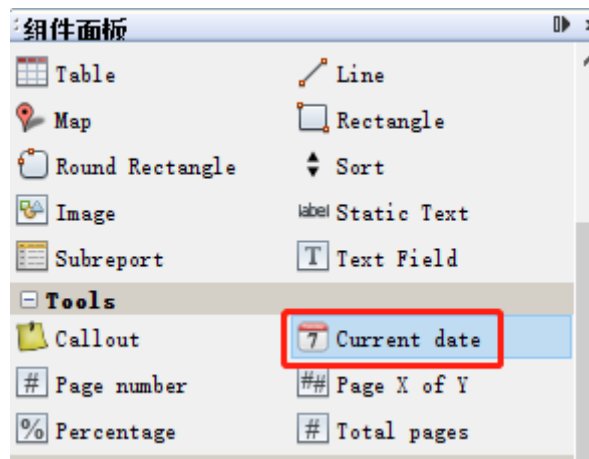 组件面板
Table
Line
Map
Rectangle
Round Rectangle
Sort
Image
label Static Text
Subreport
T Text Field
Tools
Callout
7 Current date
# Page number
## Page X of Y
% Percentage
# Total pages